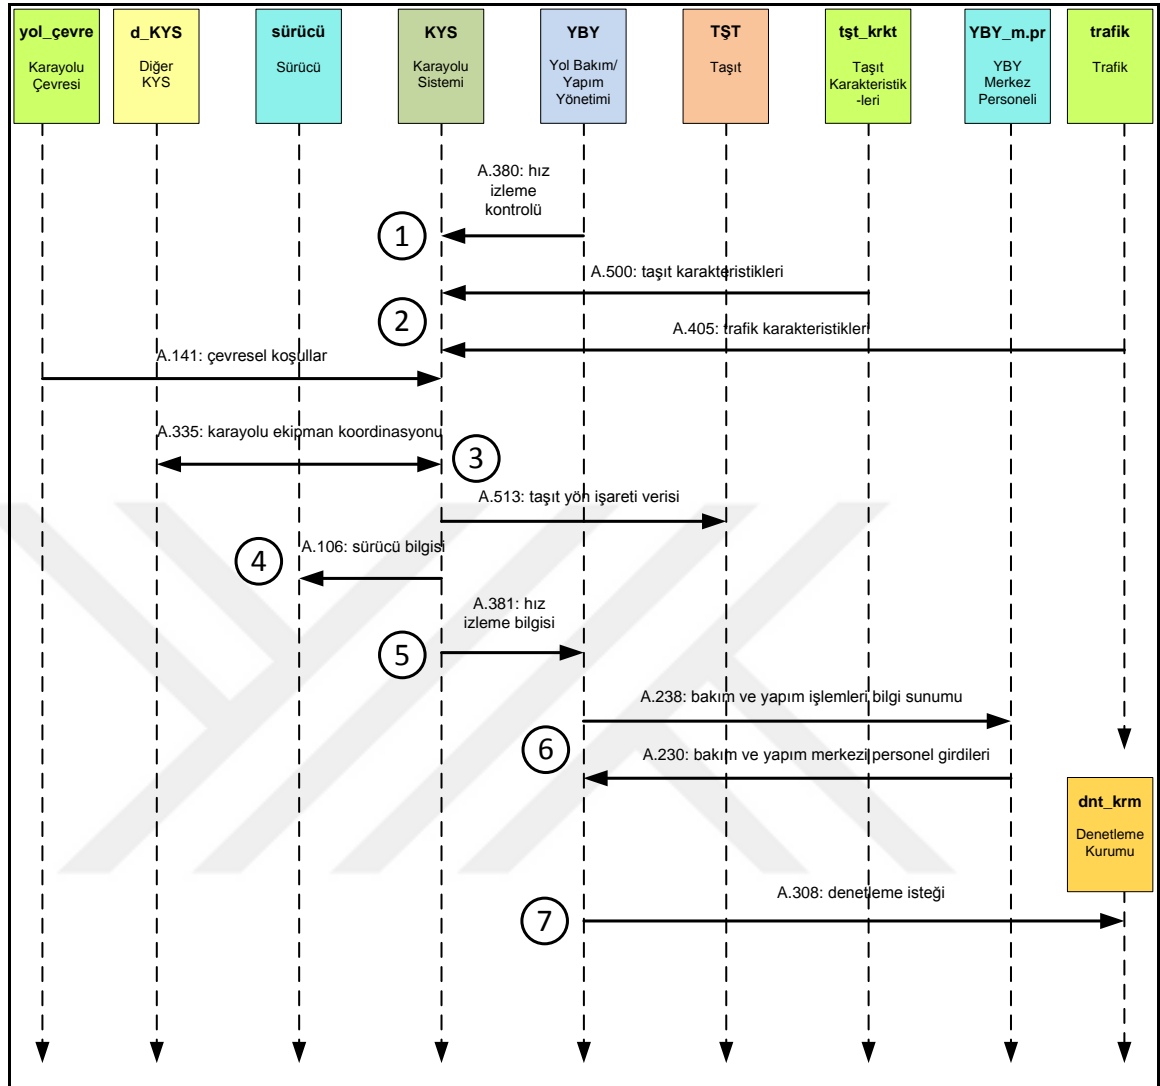 yol_çevre
Karayolu
Çevresi
d_KYS
Diğer
KYS
sürücü
Sürücü
KYS
Karayolu
Sistemi
YBY
Yol Bakım/
Yapım
Yönetimi
TŞT
Taşıt
tşt_krkt
Taşıt
Karakteristik
-leri
YBY_m.pr
YBY
Merkez
Personeli
trafik
Trafik
A.380: hız
izleme
kontrolü
1
A.500: taşıt karakteristikleri
2
A.405: trafik karakteristikleri
A.141: çevresel koşullar
A.335: karayolu ekipman koordinasyonu
3
A.513: taşıt yön işareti verisi
4
A.106: sürücü bilgisi
A.381: hız
izleme bilgisi
5
A.238: bakım ve yapım işlemleri bilgi sunumu
6
A.230: bakım ve yapım merkezi personel girdileri
dnt_krm
Denetleme
Kurumu
A.308: denetleme isteği
7